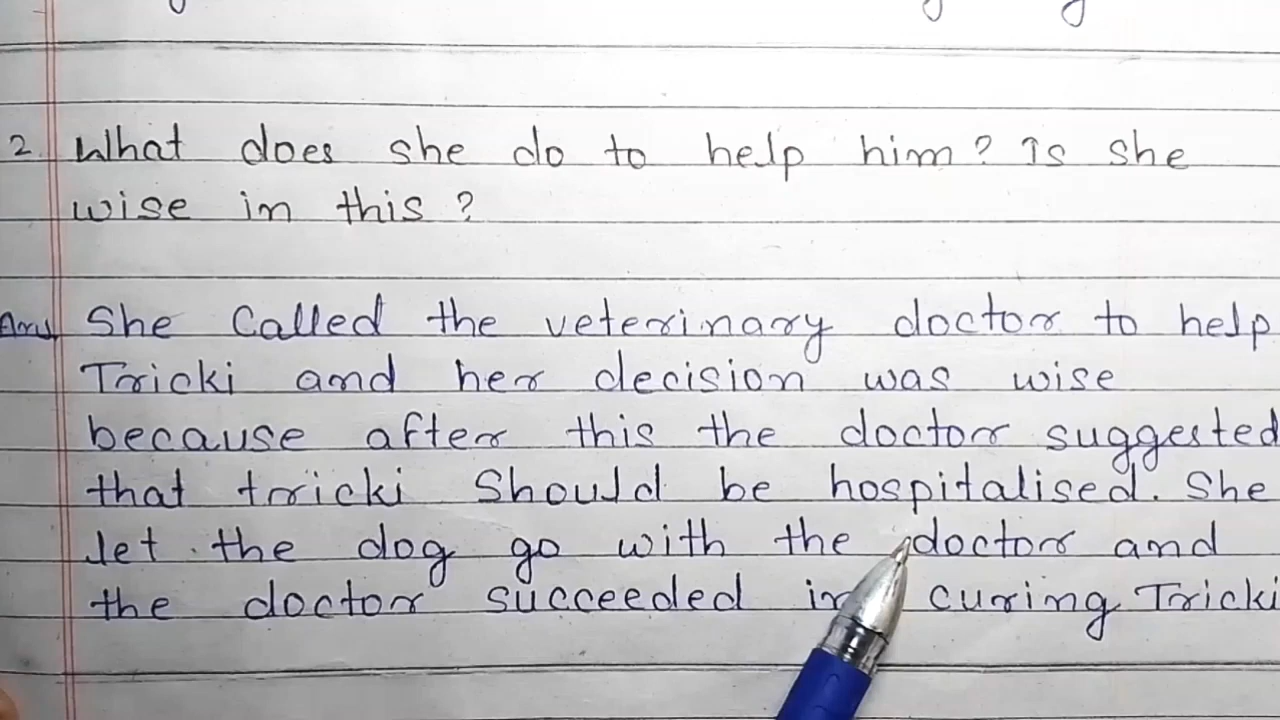 2. What does she do to help him? Is she
wise in this?
Ans She Called the veterinary doctor to help
Tricki and her decision was wise
because after this the doctor suggested
that tricki Should be hospitalised. She
let the dog go with the doctor and
the doctor succeeded in curing Tricki